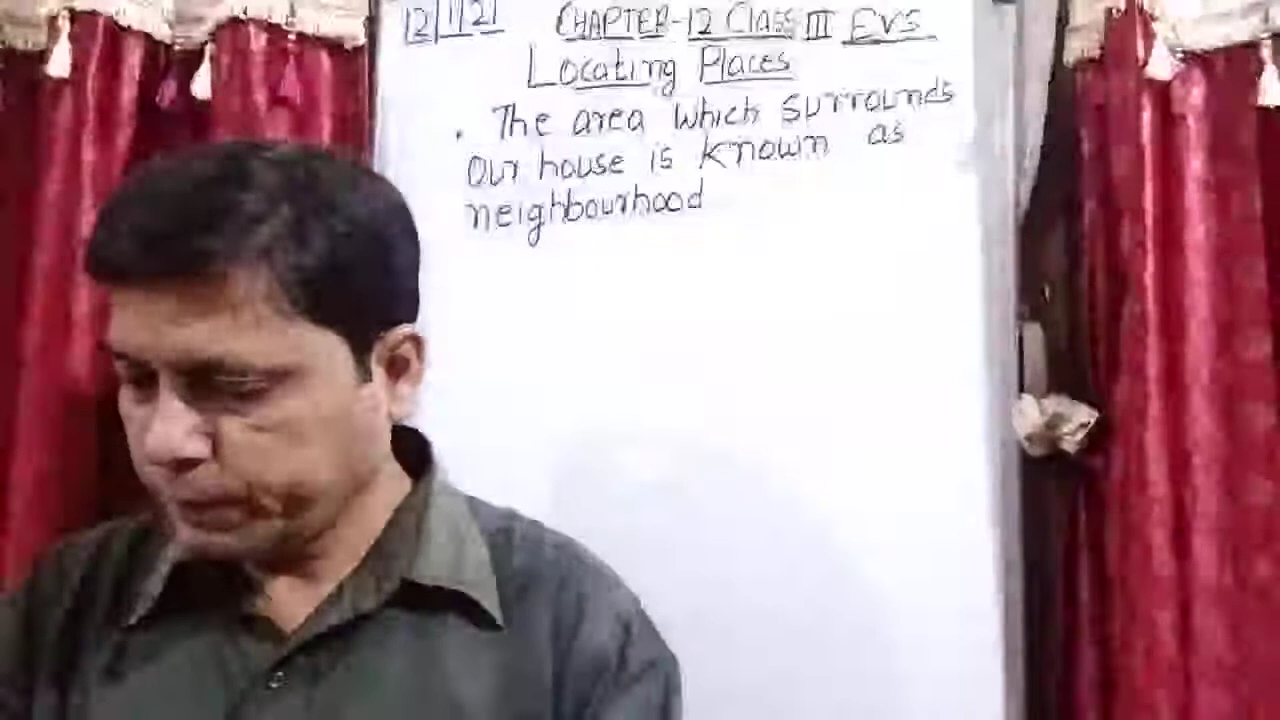 12/1/21 CHAPTER-12 Class III EVS
Locating Places
. The area which surrounds
our house is known as
neighbourhood